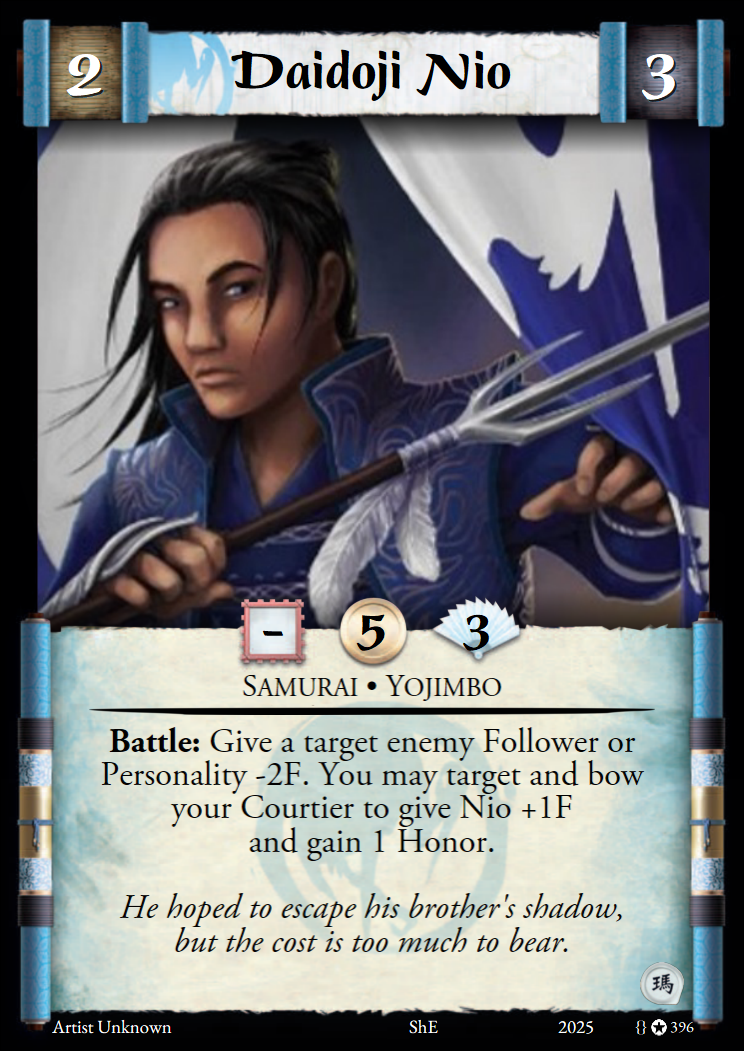 2 Daidoji Nio 3
- 5 3
Samurai • Yojimbo
Battle: Give a target enemy Follower or
Personality -2F. You may target and bow
your Courtier to give Nio +1F
and gain 1 Honor.
He hoped to escape his brother's shadow,
but the cost is too much to bear.
瑪
Artist Unknown ShE 2025 {} ✪ 396